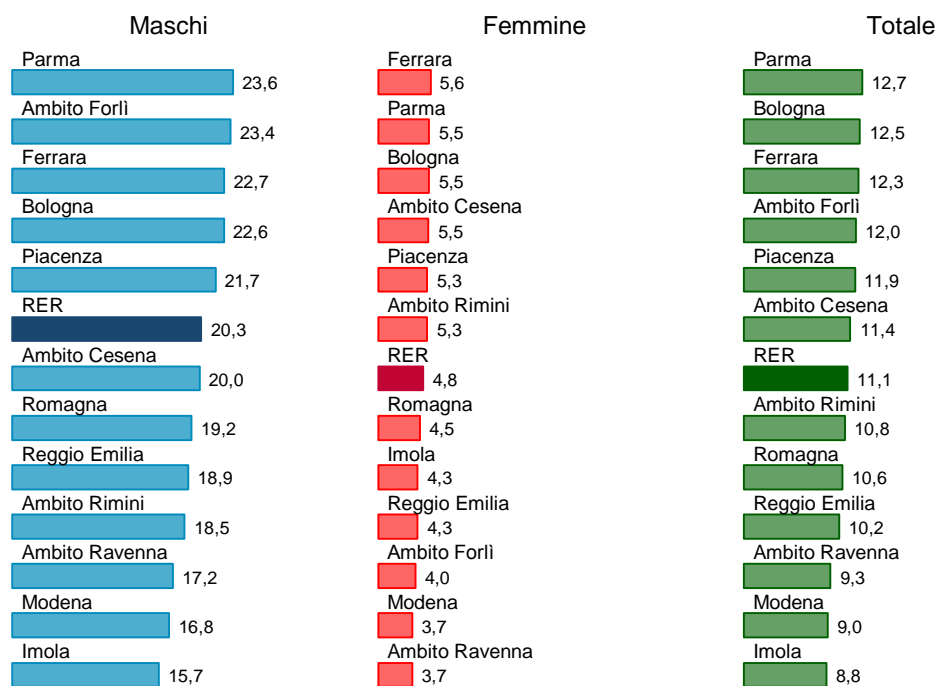 Maschi
Parma
23,6
Ambito Forlì
23,4
Ferrara
22,7
Bologna
22,6
Piacenza
21,7
RER
20,3
Ambito Cesena
20,0
Romagna
19,2
Reggio Emilia
18,9
Ambito Rimini
18,5
Ambito Ravenna
17,2
Modena
16,8
Imola
15,7
Femmine
Ferrara
5,6
Parma
5,5
Bologna
5,5
Ambito Cesena
5,5
Piacenza
5,3
Ambito Rimini
5,3
RER
4,8
Romagna
4,5
Imola
4,3
Reggio Emilia
4,3
Ambito Forlì
4,0
Modena
3,7
Ambito Ravenna
3,7
Totale
Parma
12,7
Bologna
12,5
Ferrara
12,3
Ambito Forlì
12,0
Piacenza
11,9
Ambito Cesena
11,4
RER
11,1
Ambito Rimini
10,8
Romagna
10,6
Reggio Emilia
10,2
Ambito Ravenna
9,3
Modena
9,0
Imola
8,8